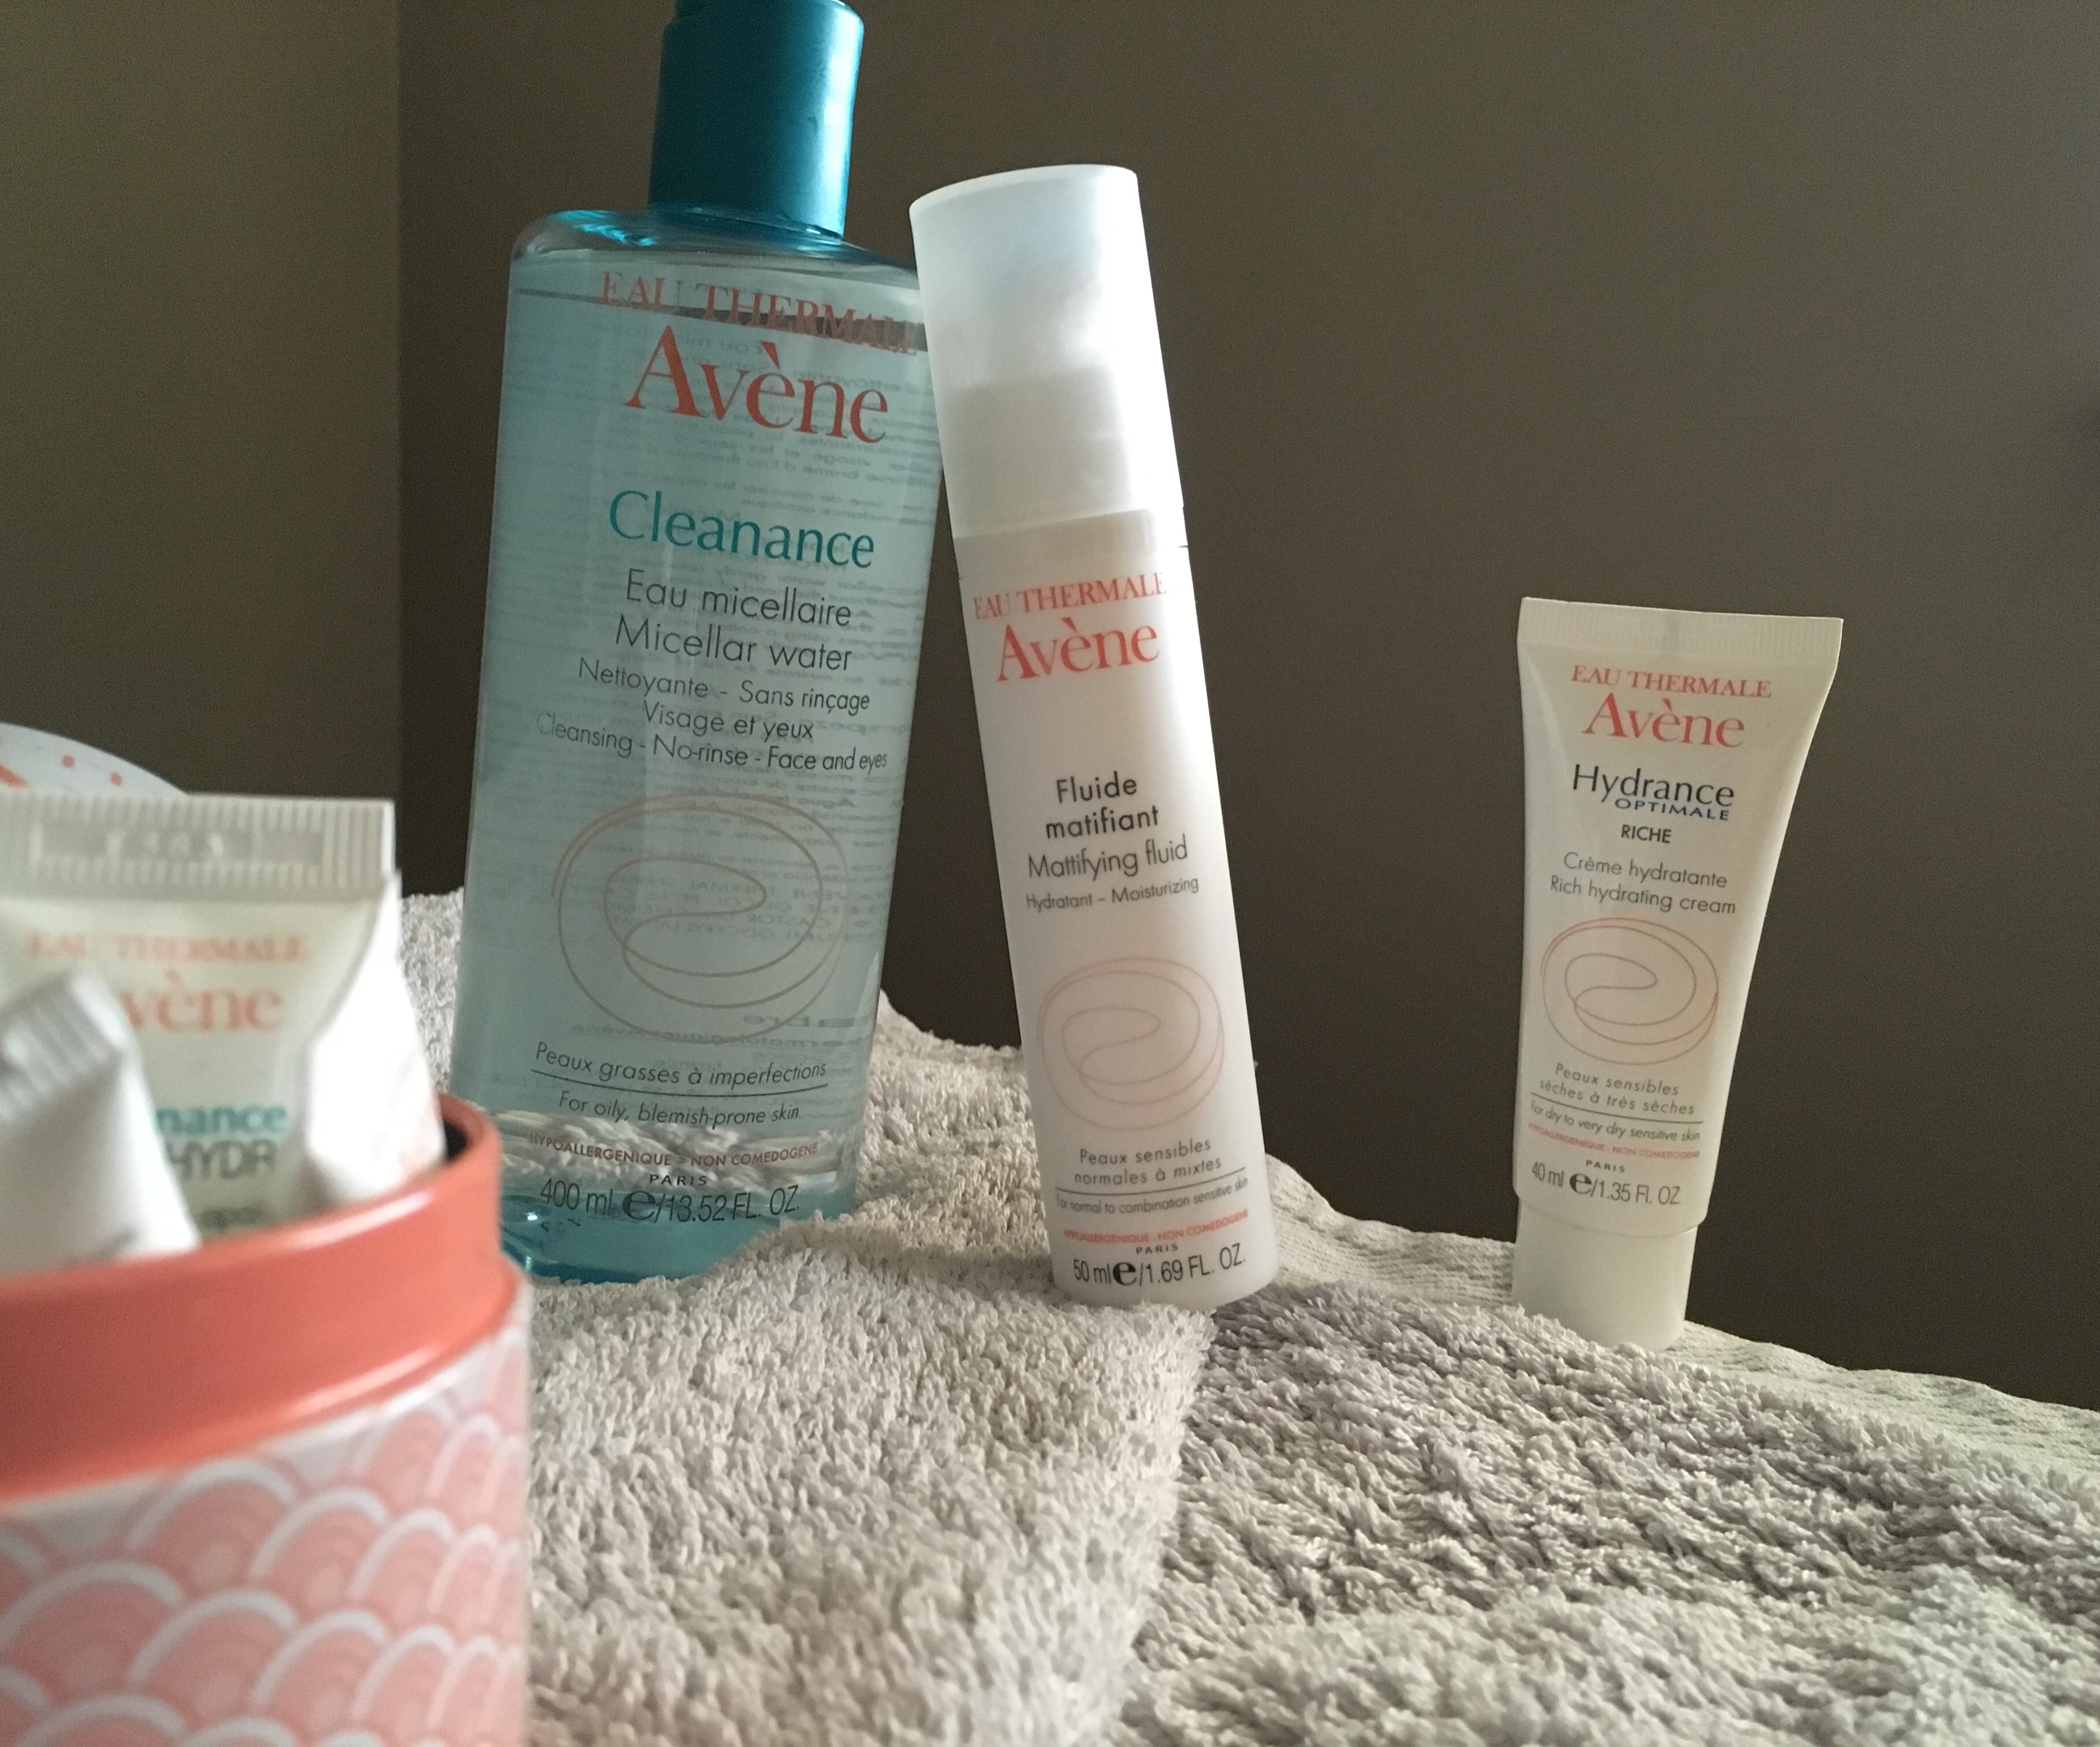 EAU THERMALE
Avène
Cleanance
Eau micellaire
Micellar water
Nettoyante - Sans rinçage
Visage et yeux
Cleansing - No-rinse - Face and eyes
Peaux grasses à imperfections
For oily, blemish-prone skin
HYPOALLERGENIQUE - NON COMEDOGENE
PARIS
400 ml e/13.52 FL. OZ.
EAU THERMALE
Avène
Fluide
matifiant
Mattifying fluid
Hydratant - Moisturizing
Peaux sensibles
normales à mixtes
For normal to combination sensitive skin
HYPOALLERGENIQUE - NON COMEDOGENE
PARIS
50 ml e/1.69 FL. OZ.
EAU THERMALE
Avène
Hydrance
OPTIMALE
RICHE
Crème hydratante
Rich hydrating cream
Peaux sensibles
sèches à très sèches
For dry to very dry sensitive skin
HYPOALLERGENIQUE - NON COMEDOGENE
PARIS
40 ml e/1.35 Fl. OZ
EAU THERMALE
vène
nance
HYDR